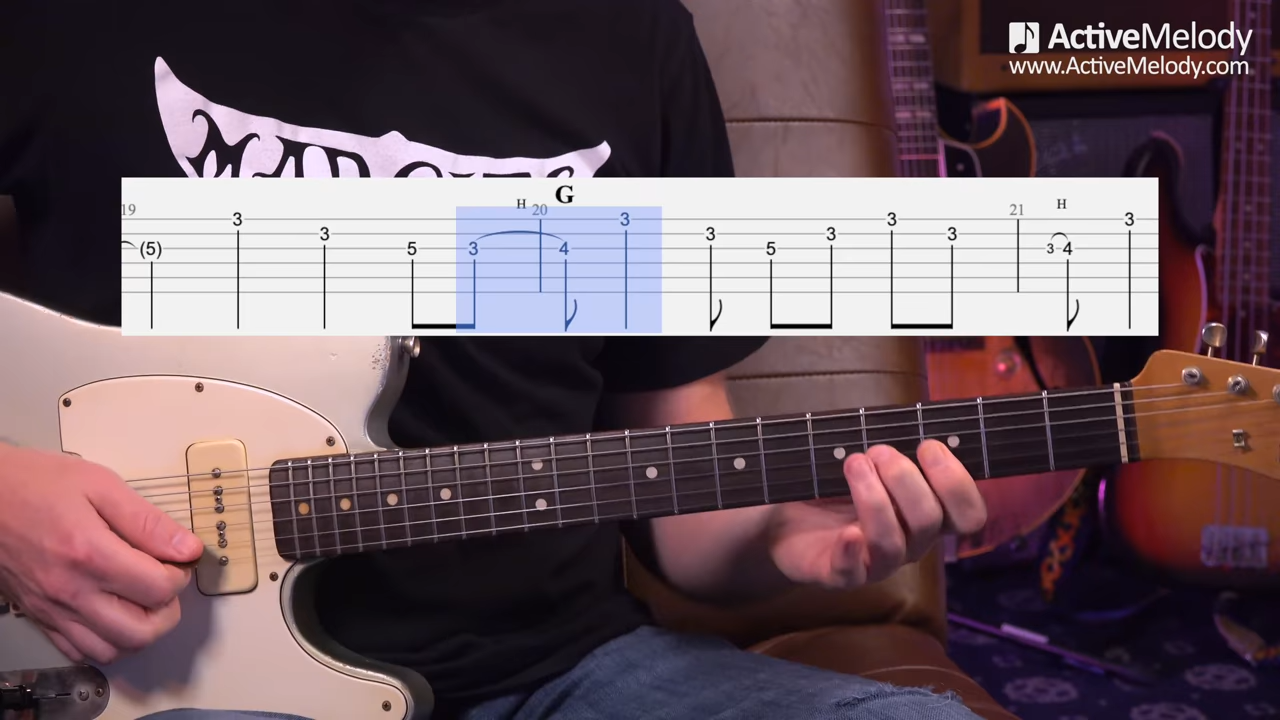 ActiveMelody
www.ActiveMelody.com
H G H
19 20 21
3 3 3 3
3 3 3 3
(5) 5 3 4 5 3 4